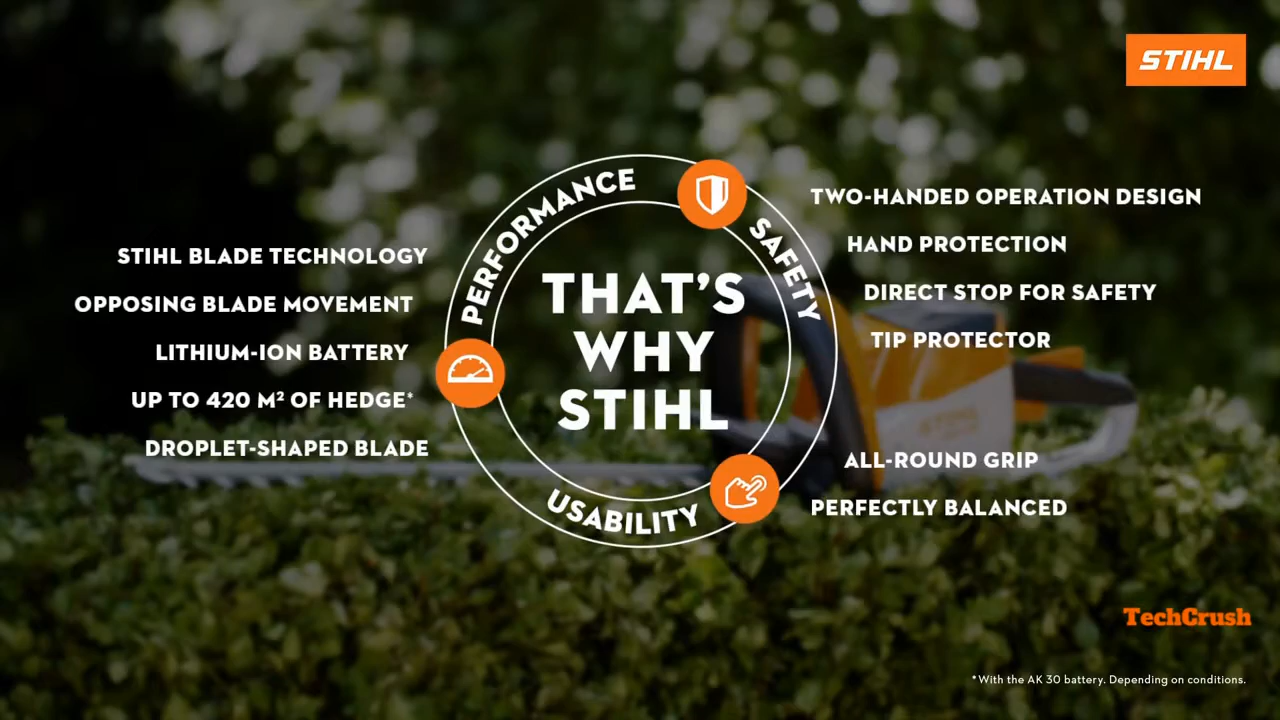 STIHL
PERFORMANCE
SAFETY
USABILITY
THAT'S
WHY
STIHL
STIHL BLADE TECHNOLOGY
OPPOSING BLADE MOVEMENT
LITHIUM-ION BATTERY
UP TO 420 M² OF HEDGE*
DROPLET-SHAPED BLADE
TWO-HANDED OPERATION DESIGN
HAND PROTECTION
DIRECT STOP FOR SAFETY
TIP PROTECTOR
STIHL
ALL-ROUND GRIP
PERFECTLY BALANCED
TechCrush
*With the AK 30 battery. Depending on conditions.